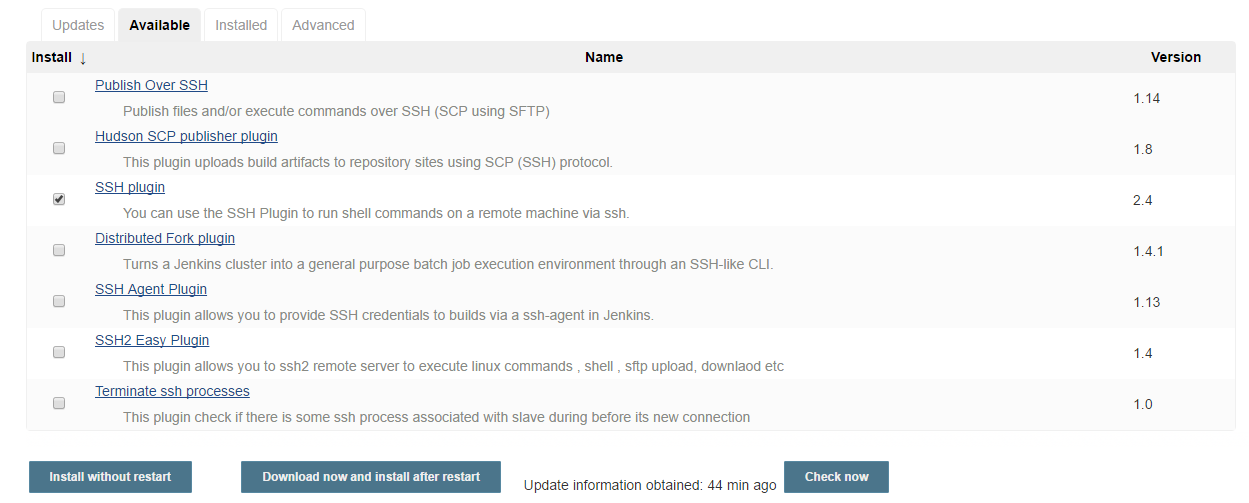 Updates Available Installed Advanced
Install ↓ Name Version
Publish Over SSH
Publish files and/or execute commands over SSH (SCP using SFTP)
1.14
Hudson SCP publisher plugin
This plugin uploads build artifacts to repository sites using SCP (SSH) protocol.
1.8
SSH plugin
You can use the SSH Plugin to run shell commands on a remote machine via ssh.
2.4
Distributed Fork plugin
Turns a Jenkins cluster into a general purpose batch job execution environment through an SSH-like CLI.
1.4.1
SSH Agent Plugin
This plugin allows you to provide SSH credentials to builds via a ssh-agent in Jenkins.
1.13
SSH2 Easy Plugin
This plugin allows you to ssh2 remote server to execute linux commands , shell , sftp upload, downlaod etc
1.4
Terminate ssh processes
This plugin check if there is some ssh process associated with slave during before its new connection
1.0
Install without restart Download now and install after restart Update information obtained: 44 min ago Check now